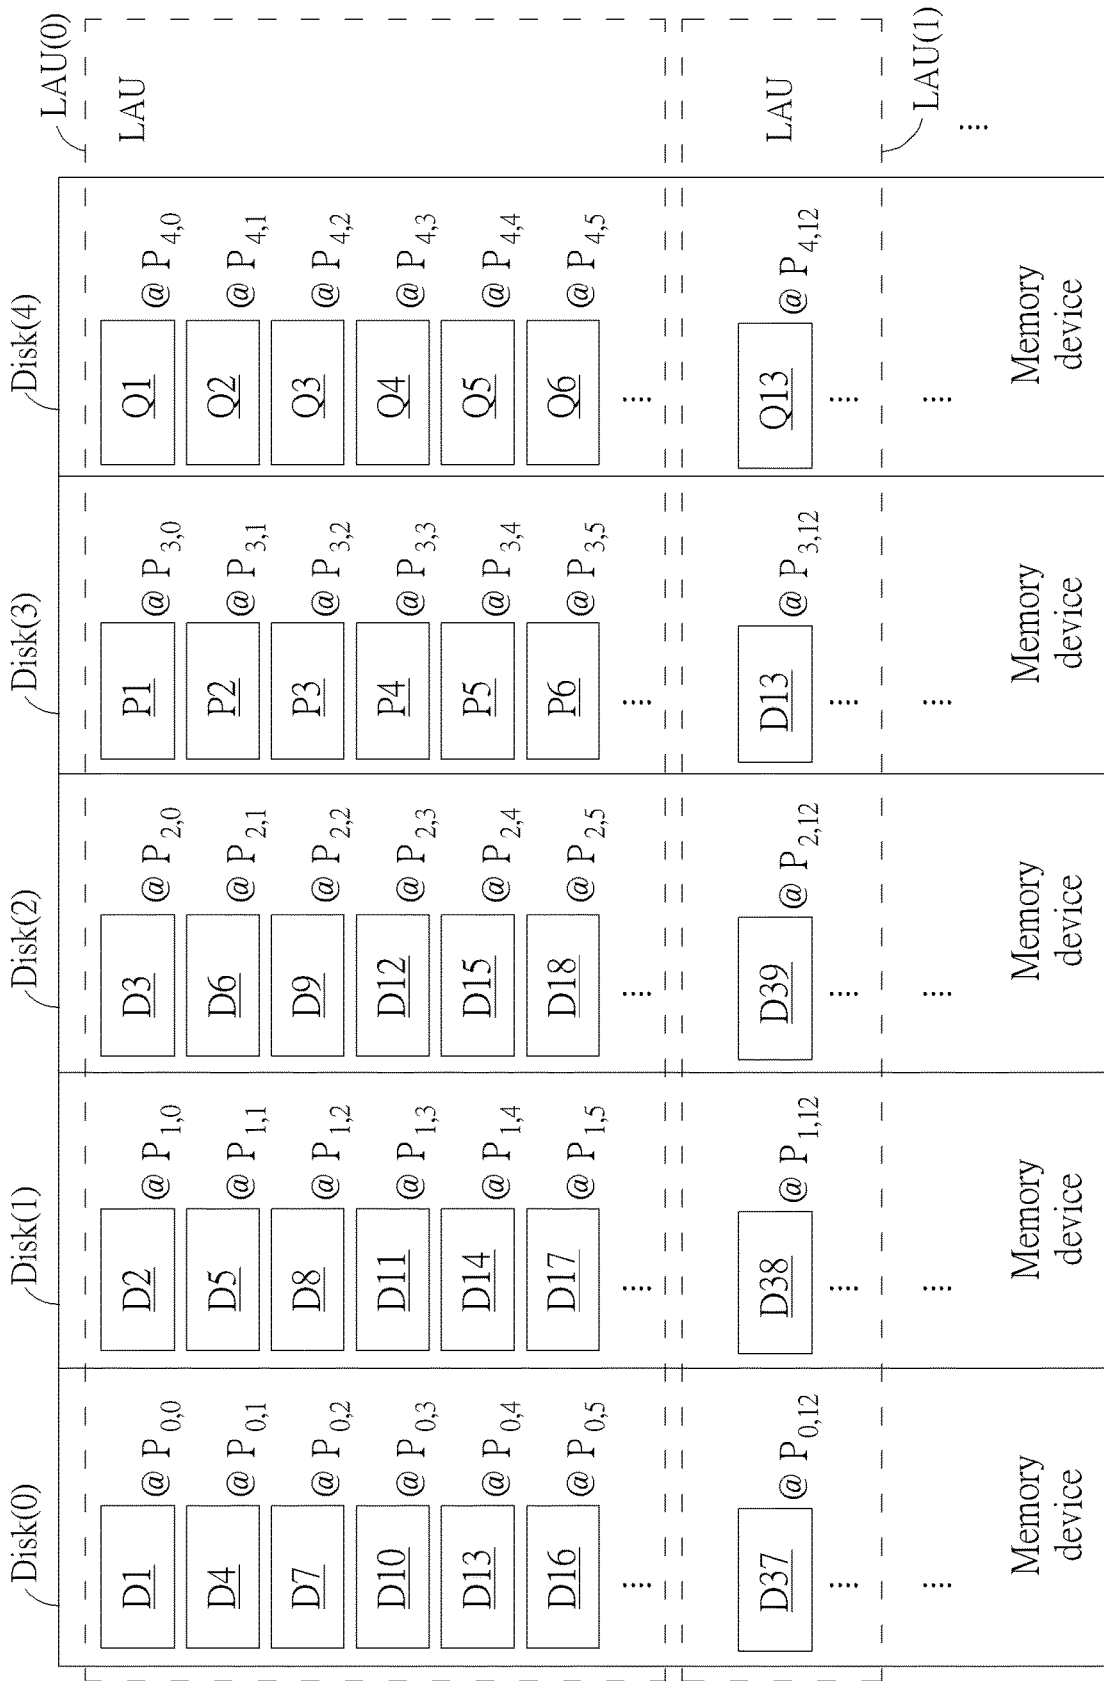 Disk(0) Disk(1) Disk(2) Disk(3) Disk(4) LAU(0)
LAU
D1 @ P0,0 D2 @ P1,0 D3 @ P2,0 P1 @ P3,0 Q1 @ P4,0
D4 @ P0,1 D5 @ P1,1 D6 @ P2,1 P2 @ P3,1 Q2 @ P4,1
D7 @ P0,2 D8 @ P1,2 D9 @ P2,2 P3 @ P3,2 Q3 @ P4,2
D10 @ P0,3 D11 @ P1,3 D12 @ P2,3 P4 @ P3,3 Q4 @ P4,3
D13 @ P0,4 D14 @ P1,4 D15 @ P2,4 P5 @ P3,4 Q5 @ P4,4
D16 @ P0,5 D17 @ P1,5 D18 @ P2,5 P6 @ P3,5 Q6 @ P4,5
LAU
D37 @ P0,12 D38 @ P1,12 D39 @ P2,12 D13 @ P3,12 Q13 @ P4,12
LAU(1)
Memory device Memory device Memory device Memory device Memory device